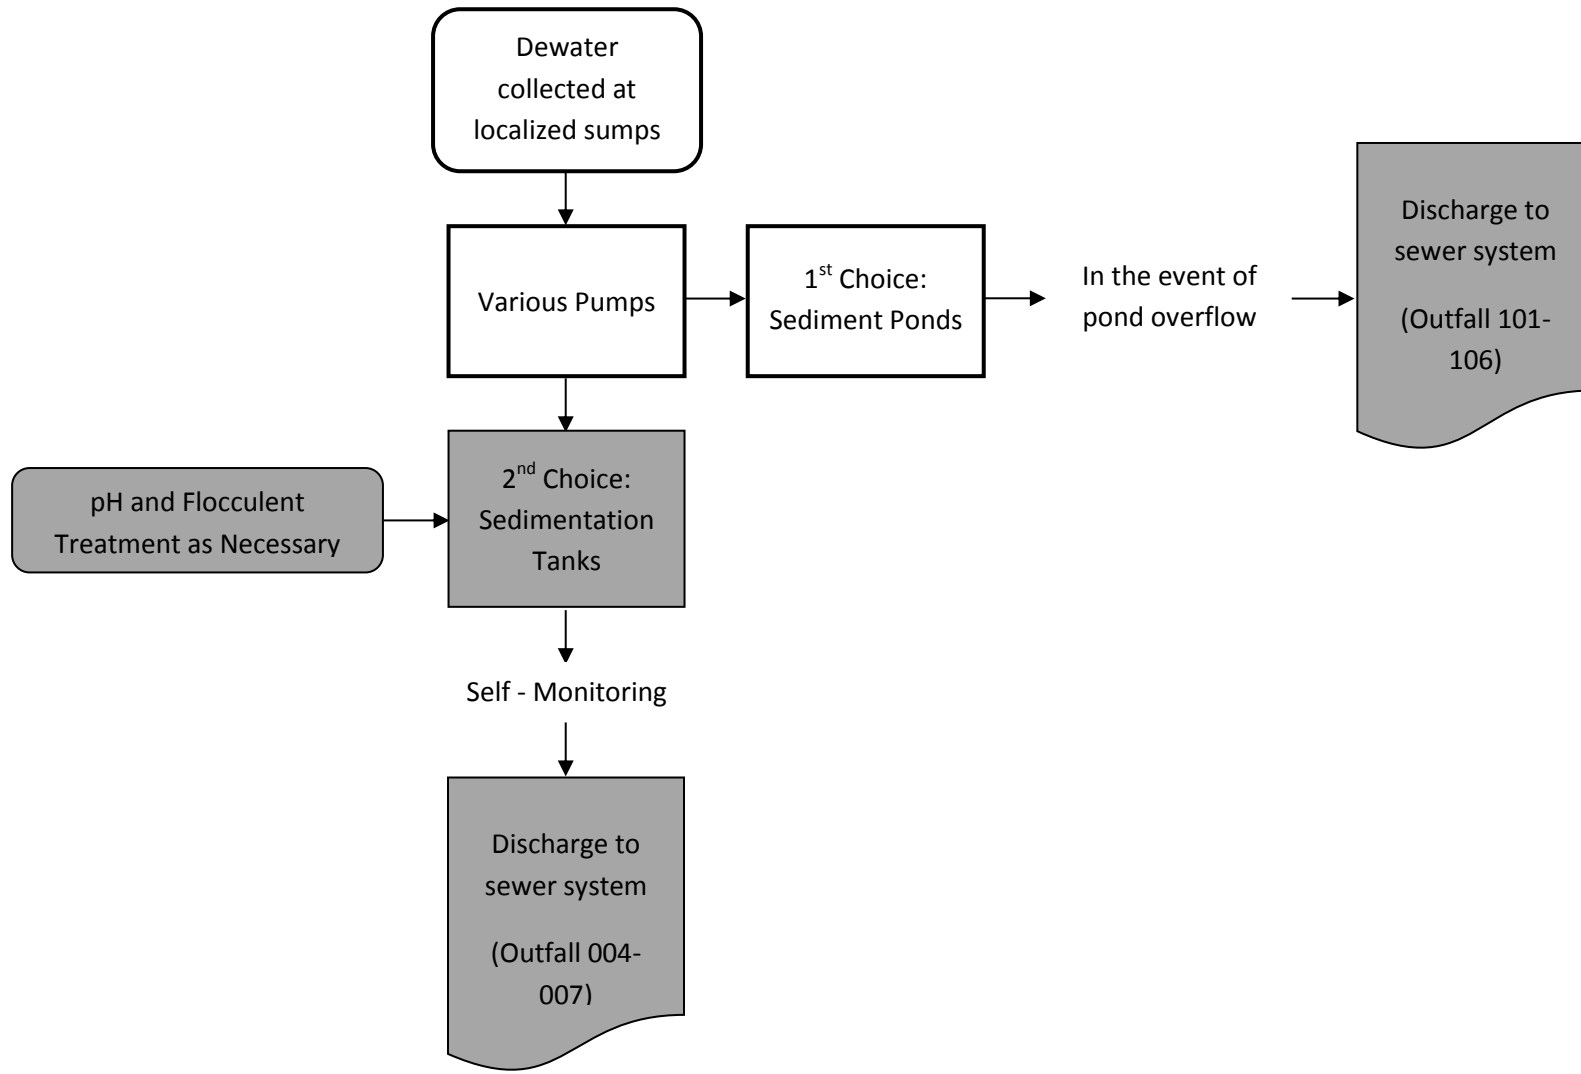 Dewater
collected at
localized sumps
Various Pumps
1st Choice:
Sediment Ponds
In the event of
pond overflow
Discharge to
sewer system
(Outfall 101-
106)
2nd Choice:
Sedimentation
Tanks
pH and Flocculent
Treatment as Necessary
Self - Monitoring
Discharge to
sewer system
(Outfall 004-
007)